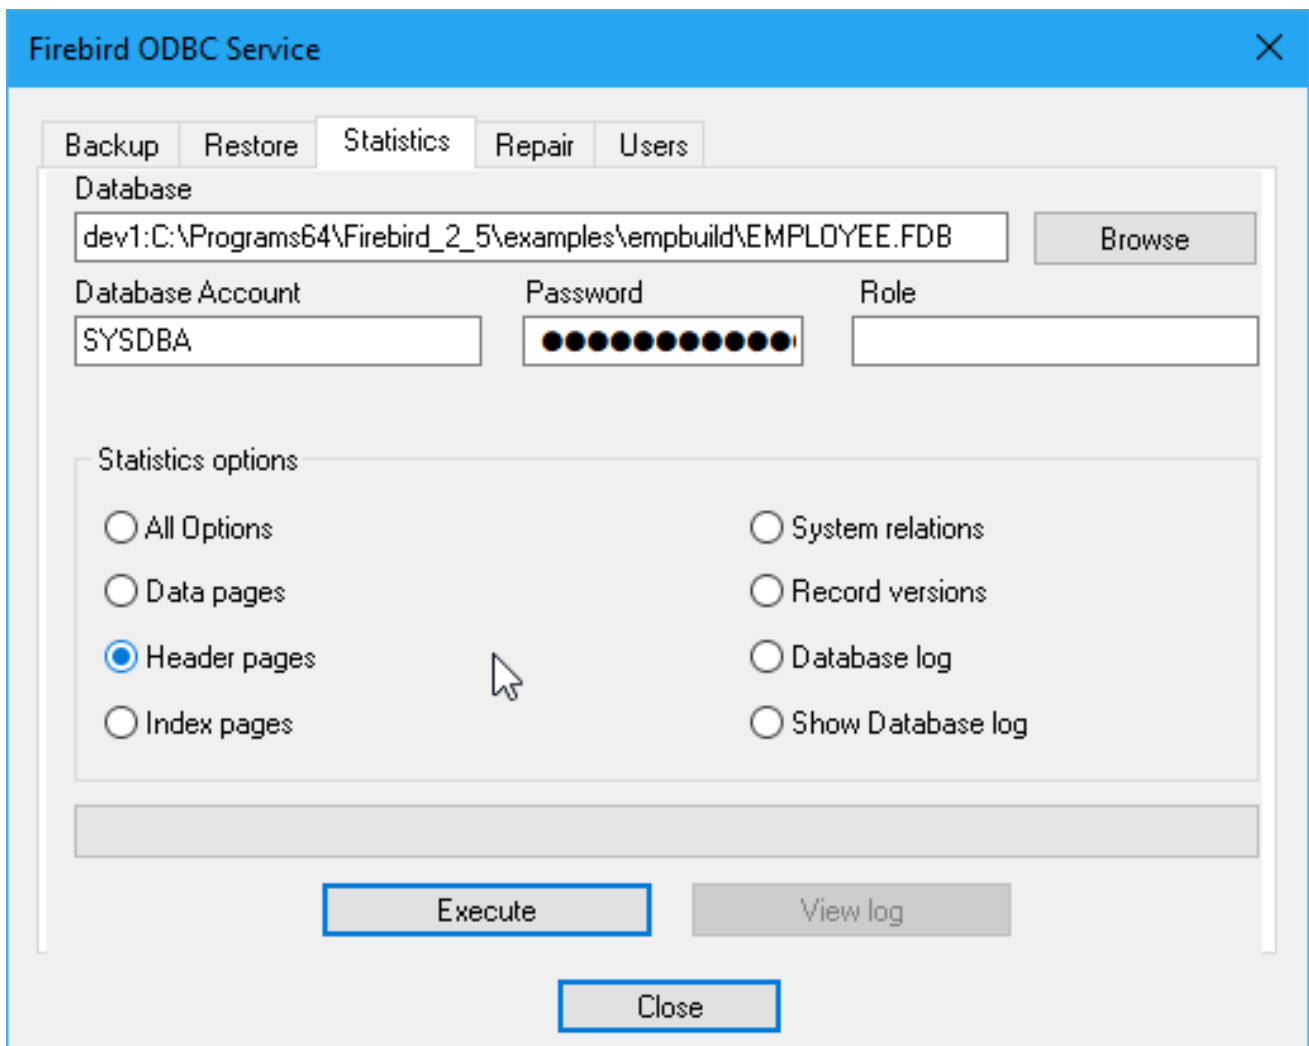 Firebird ODBC Service
Backup Restore Statistics Repair Users
Database
dev1:C:\Programs64\Firebird_2_5\examples\empbuild\EMPLOYEE.FDB Browse
Database Account Password Role
SYSDBA ●●●●●●●●●●●
Statistics options
All Options System relations
Data pages Record versions
Header pages Database log
Index pages Show Database log
Execute View log
Close